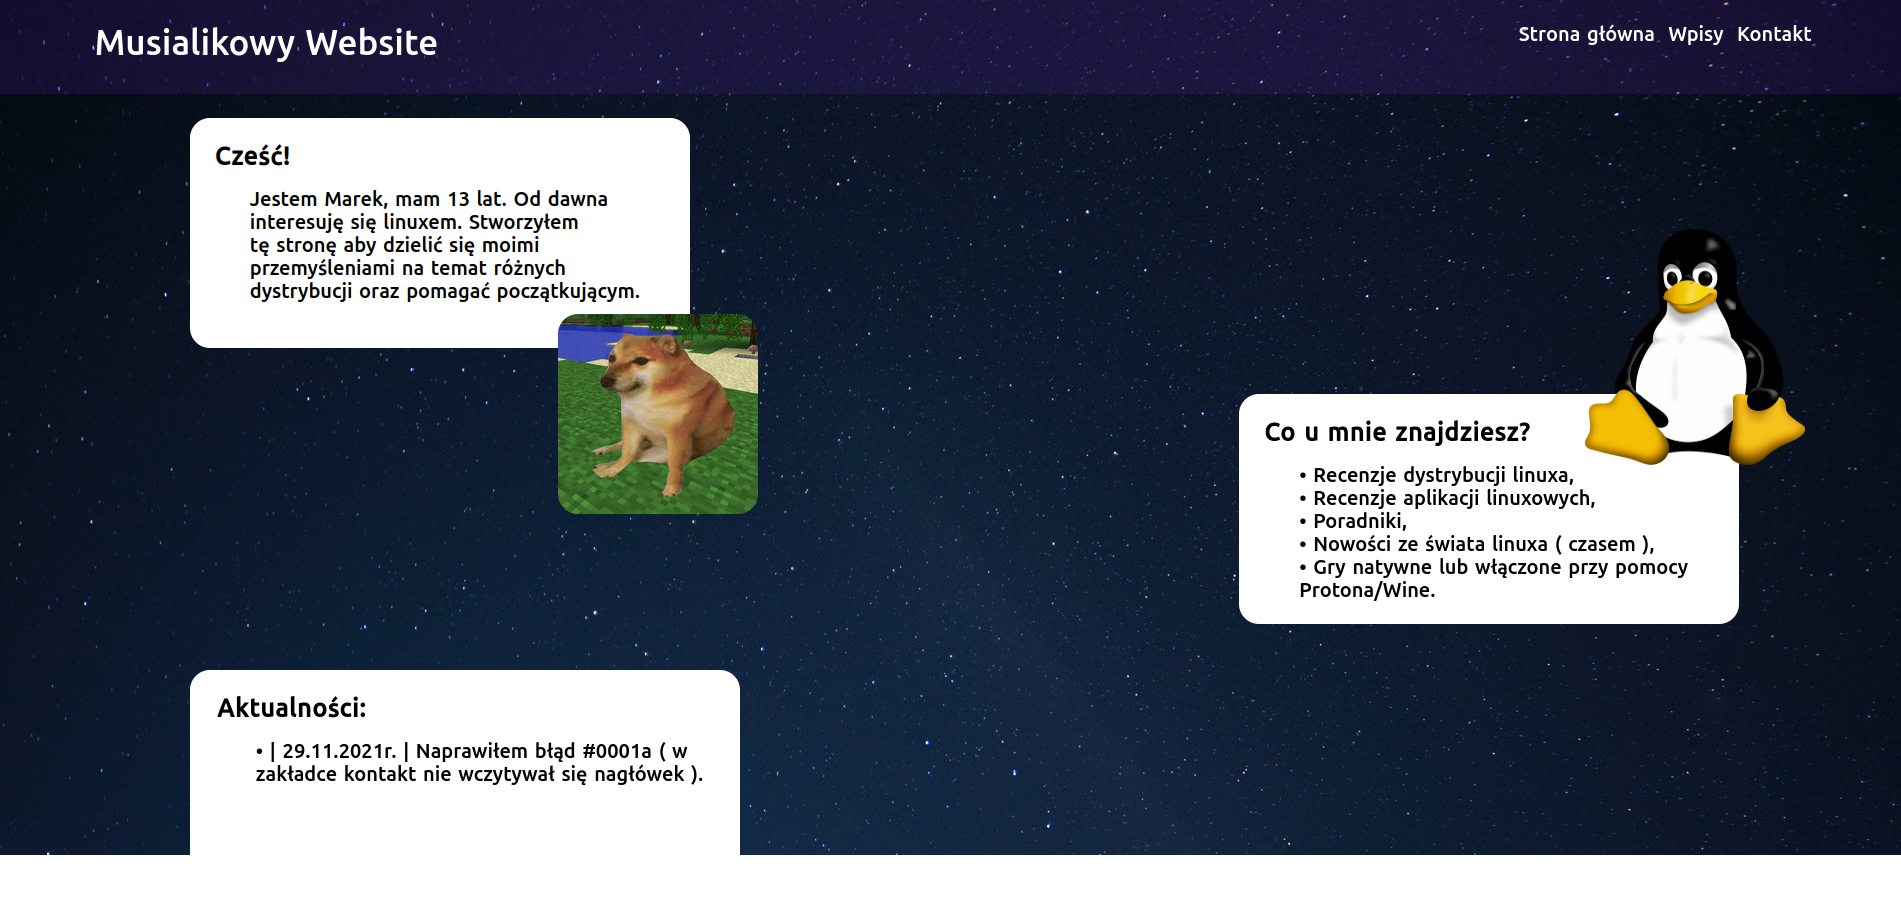 Musialikowy Website
Strona główna Wpisy Kontakt
Cześć!
Jestem Marek, mam 13 lat. Od dawna
interesuję się linuxem. Stworzyłem
tę stronę aby dzielić się moimi
przemyśleniami na temat różnych
dystrybucji oraz pomagać początkującym.
Co u mnie znajdziesz?
• Recenzje dystrybucji linuxa,
• Recenzje aplikacji linuxowych,
• Poradniki,
• Nowości ze świata linuxa ( czasem ),
• Gry natywne lub włączone przy pomocy
Protona/Wine.
Aktualności:
• | 29.11.2021r. | Naprawiłem błąd #0001a ( w
zakładce kontakt nie wczytywał się nagłówek ).